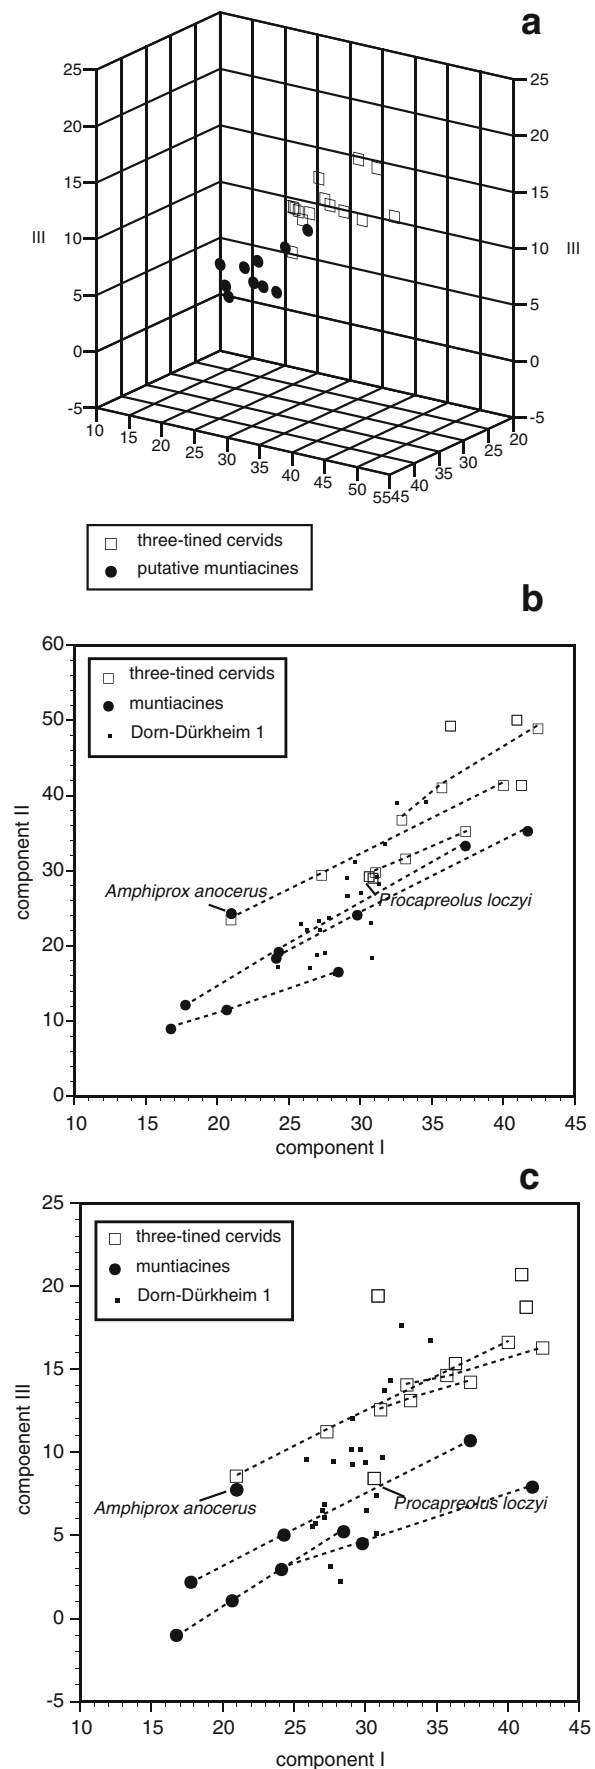 a
25
25
20
20
15
15
III
III
10
10
5
5
0
0
-5
-5
10
15
20
25
30
35
40
45
50
55
45
40
35
30
25
20
three-tined cervids
putative muntiacines
b
60
50
40
30
20
10
0
component II
three-tined cervids
muntiacines
Dorn-Dürkheim 1
Amphiprox anocerus
Procapreolus loczyi
10 15 20 25 30 35 40 45
component I
c
25
20
15
10
5
0
-5
compoenent III
three-tined cervids
muntiacines
Dorn-Dürkheim 1
Amphiprox anocerus
Procapreolus loczyi
10 15 20 25 30 35 40 45
component I